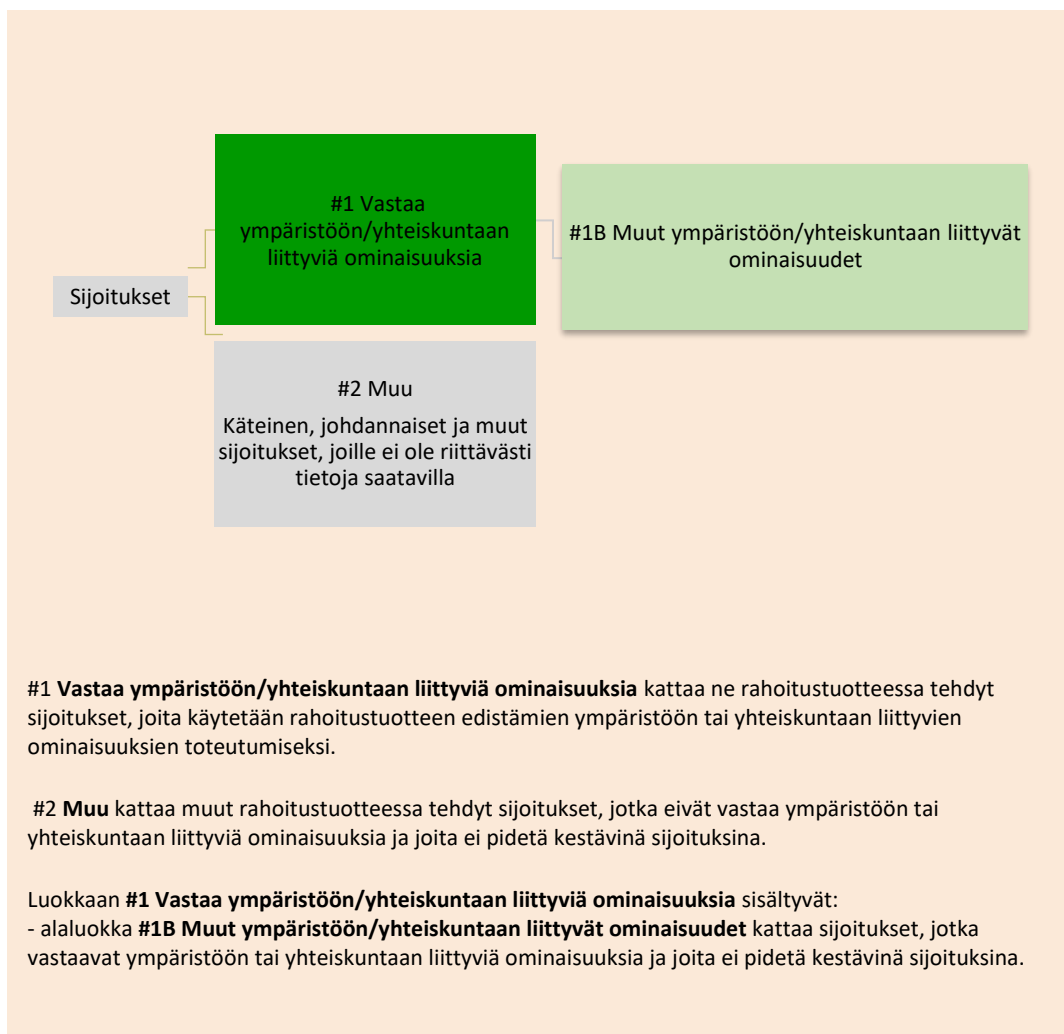 #1 Vastaa
ympäristöön/yhteiskuntaan
liittyviä ominaisuuksia
#1B Muut ympäristöön/yhteiskuntaan liittyvät
ominaisuudet
Sijoitukset
#2 Muu
Käteinen, johdannaiset ja muut
sijoitukset, joille ei ole riittävästi
tietoja saatavilla
#1 Vastaa ympäristöön/yhteiskuntaan liittyviä ominaisuuksia kattaa ne rahoitustuotteessa tehdyt
sijoitukset, joita käytetään rahoitustuotteen edistämien ympäristöön tai yhteiskuntaan liittyvien
ominaisuuksien toteutumiseksi.
#2 Muu kattaa muut rahoitustuotteessa tehdyt sijoitukset, jotka eivät vastaa ympäristöön tai
yhteiskuntaan liittyviä ominaisuuksia ja joita ei pidetä kestävinä sijoituksina.
Luokkaan #1 Vastaa ympäristöön/yhteiskuntaan liittyviä ominaisuuksia sisältyvät:
- alaluokka #1B Muut ympäristöön/yhteiskuntaan liittyvät ominaisuudet kattaa sijoitukset, jotka
vastaavat ympäristöön tai yhteiskuntaan liittyviä ominaisuuksia ja joita ei pidetä kestävinä sijoituksina.